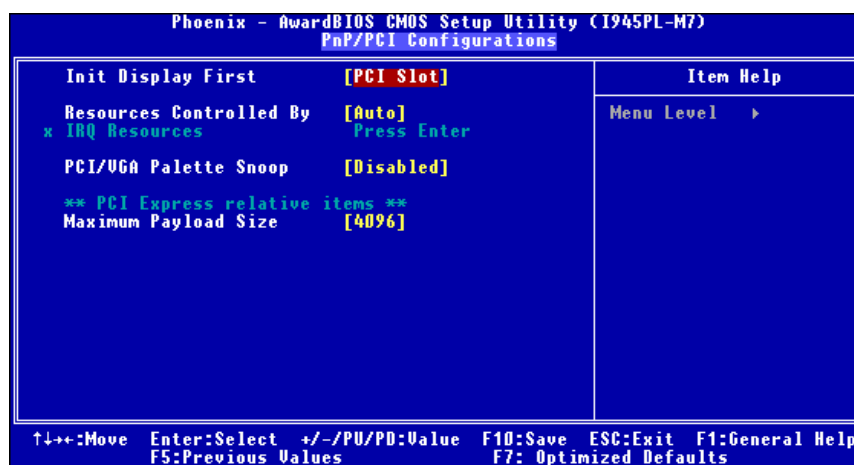 Phoenix - AwardBIOS CMOS Setup Utility (I945PL-M7)
PnP/PCI Configurations
Init Display First [PCI Slot] Item Help
Resources Controlled By [Auto] Menu Level ▸
x IRQ Resources Press Enter
PCI/VGA Palette Snoop [Disabled]
** PCI Express relative items **
Maximum Payload Size [4096]
↑↓→←:Move Enter:Select +/-/PU/PD:Value F10:Save ESC:Exit F1:General Help
F5:Previous Values F7: Optimized Defaults